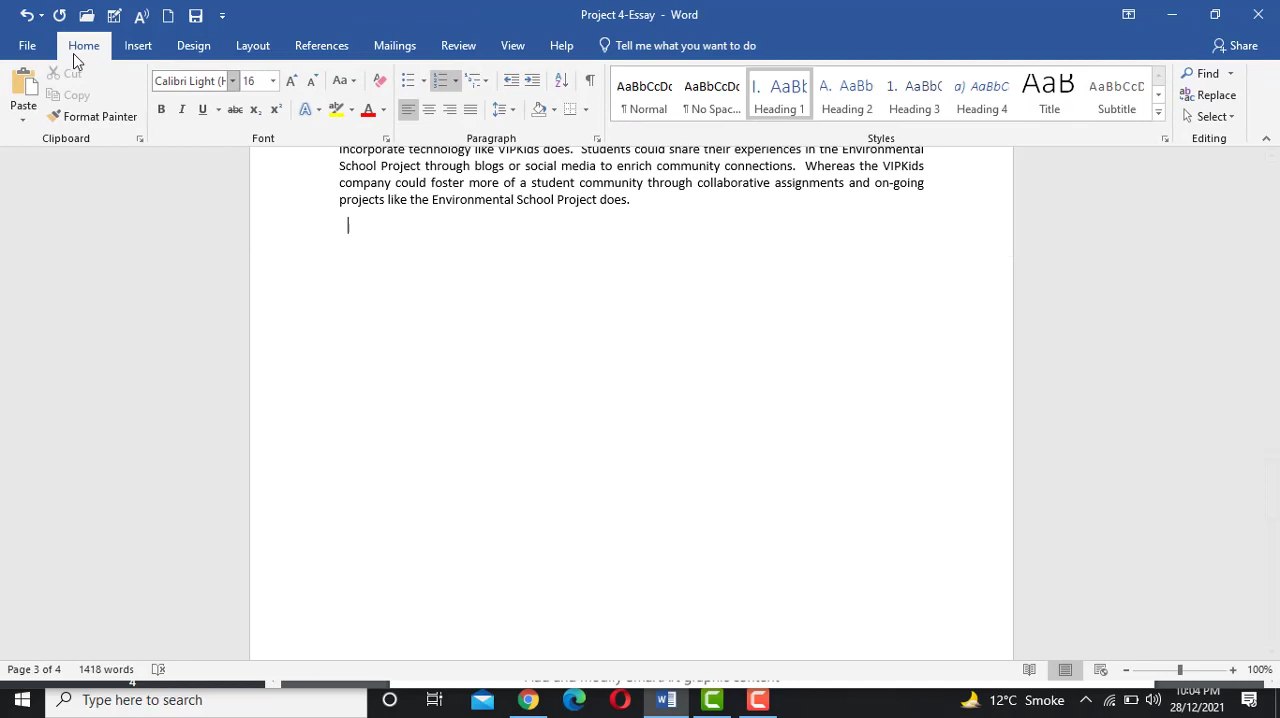 Project 4-Essay - Word
File Home Insert Design Layout References Mailings Review View Help Tell me what you want to do Share
Paste
Cut
Copy
Format Painter
Calibri Light (H 16
Aa
AaBbCcDc AaBbCcDc I. AaBb A. AaBb 1. AaBbC a) AaBbC AaB AaBbCcD
¶ Normal ¶ No Spac... Heading 1 Heading 2 Heading 3 Heading 4 Title Subtitle
Find
Replace
Select
Clipboard Font Paragraph Styles Editing
incorporate technology like VIPKids does. Students could share their experiences in the Environmental
School Project through blogs or social media to enrich community connections. Whereas the VIPKids
company could foster more of a student community through collaborative assignments and on-going
projects like the Environmental School Project does.
Page 3 of 4 1418 words 100%
Type here to search
12°C Smoke
10:04 PM
28/12/2021